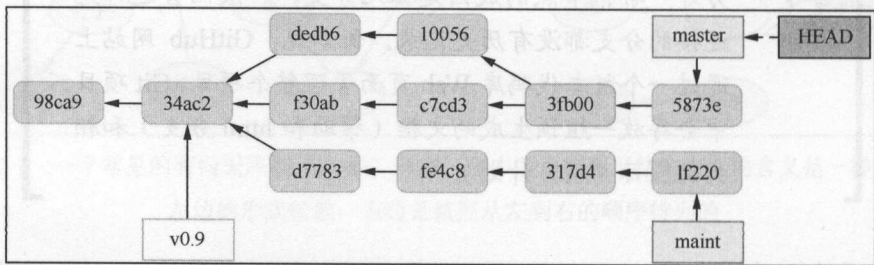 dedb6 10056 master HEAD
98ca9 34ac2 f30ab c7cd3 3fb00 5873e
d7783 fe4c8 317d4 lf220
v0.9 maint